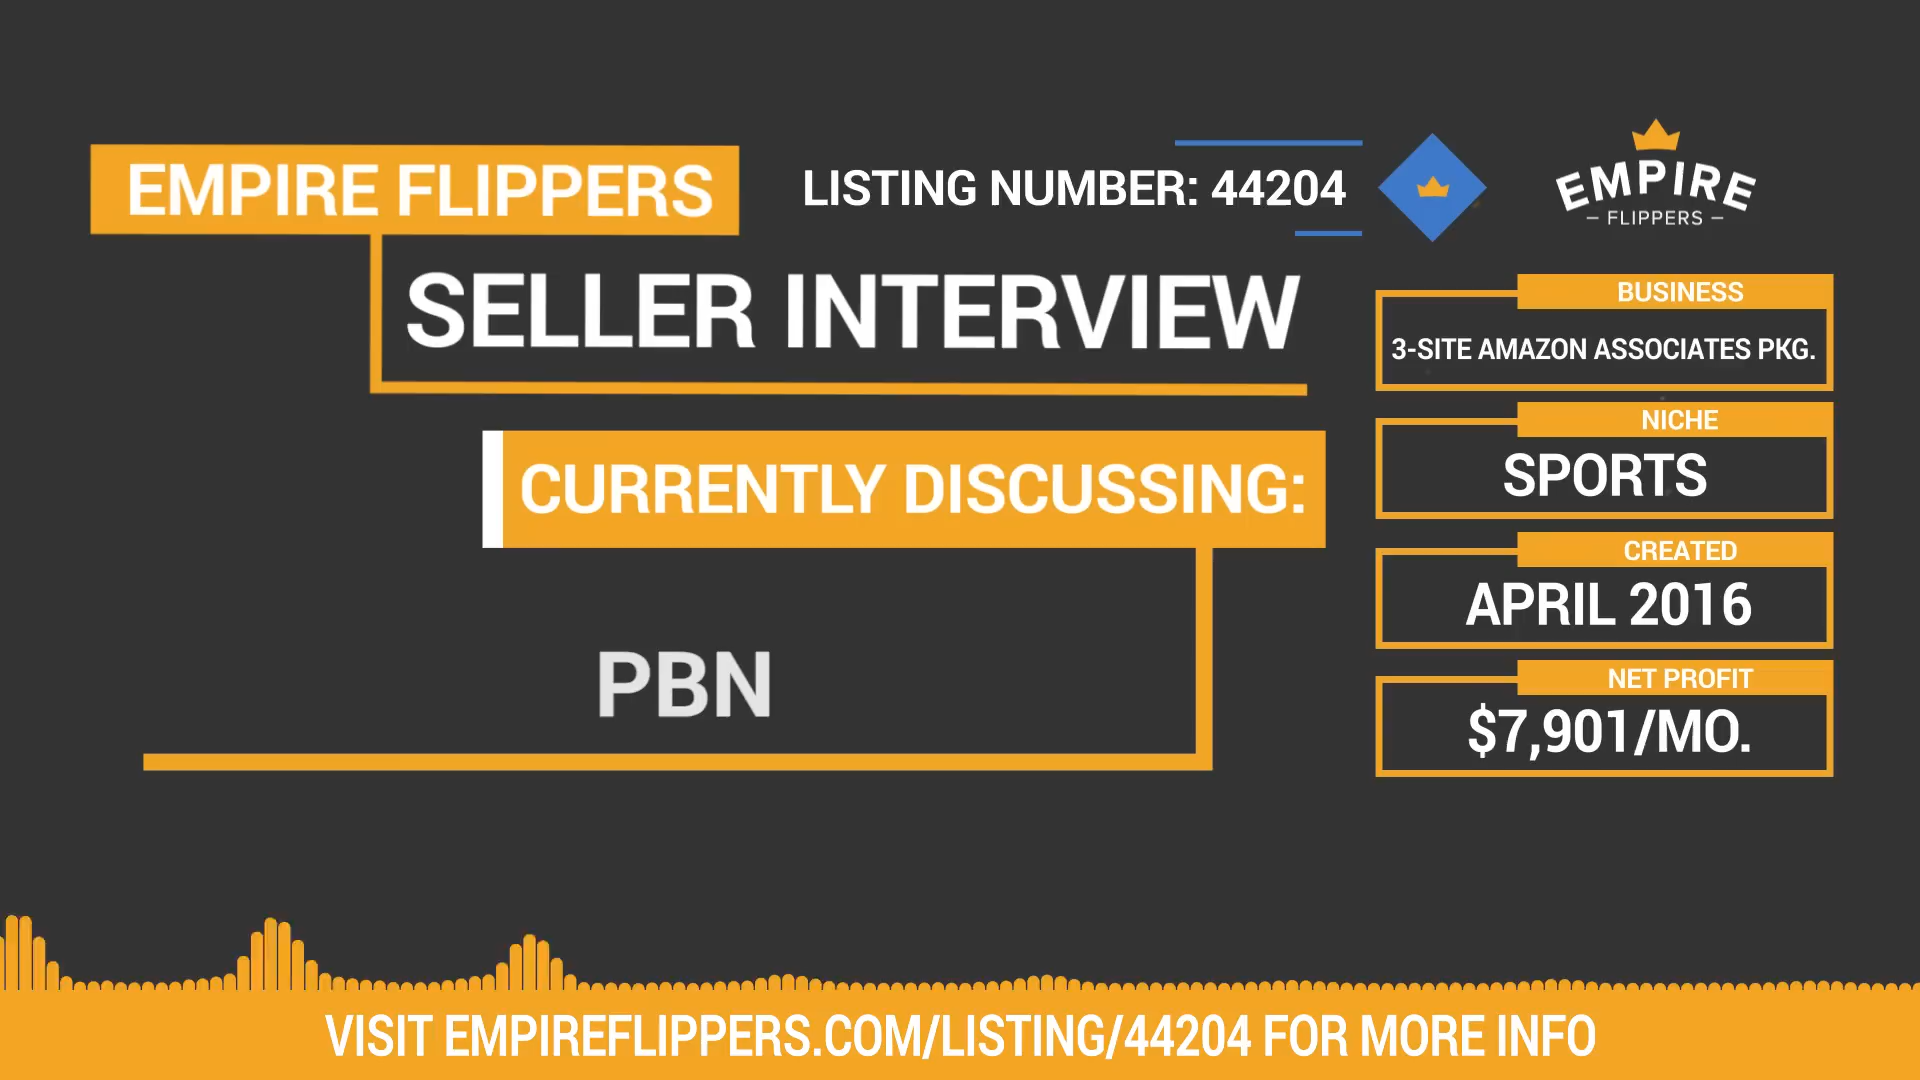 EMPIRE FLIPPERS
LISTING NUMBER: 44204
EMPIRE
– FLIPPERS –
SELLER INTERVIEW
CURRENTLY DISCUSSING:
PBN
BUSINESS
3-SITE AMAZON ASSOCIATES PKG.
NICHE
SPORTS
CREATED
APRIL 2016
NET PROFIT
$7,901/MO.
VISIT EMPIREFLIPPERS.COM/LISTING/44204 FOR MORE INFO